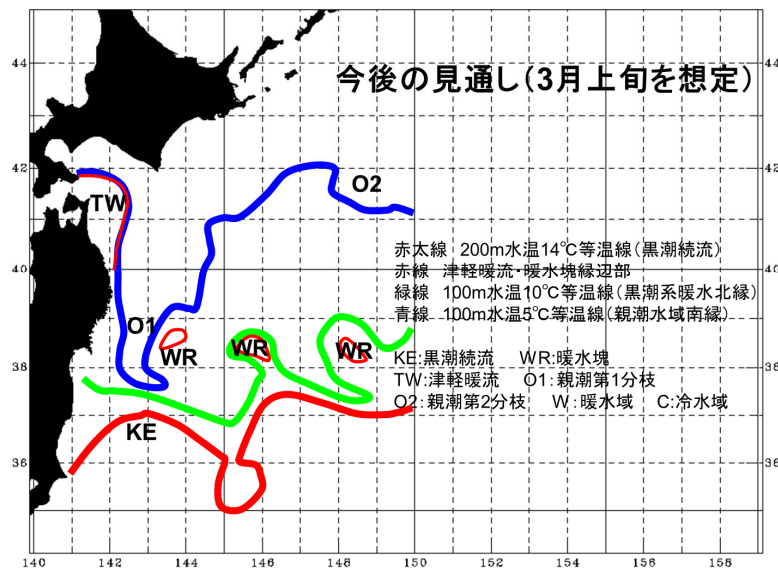 今後の見通し(3月上旬を想定)
44
44
42
42
TW
O2
赤太線 200m水温14℃等温線(黒潮続流)
赤線 津軽暖流・暖水塊縁辺部
緑線 100m水温10℃等温線(黒潮系暖水北縁)
青線 100m水温5℃等温線(親潮水域南縁)
40
40
O1
WR
WR
WR
KE:黒潮続流 WR:暖水塊
TW:津軽暖流 O1:親潮第1分枝
O2:親潮第2分枝 W:暖水域 C:冷水域
38
38
KE
36
36
140 142 144 146 148 150 152 154 156 158